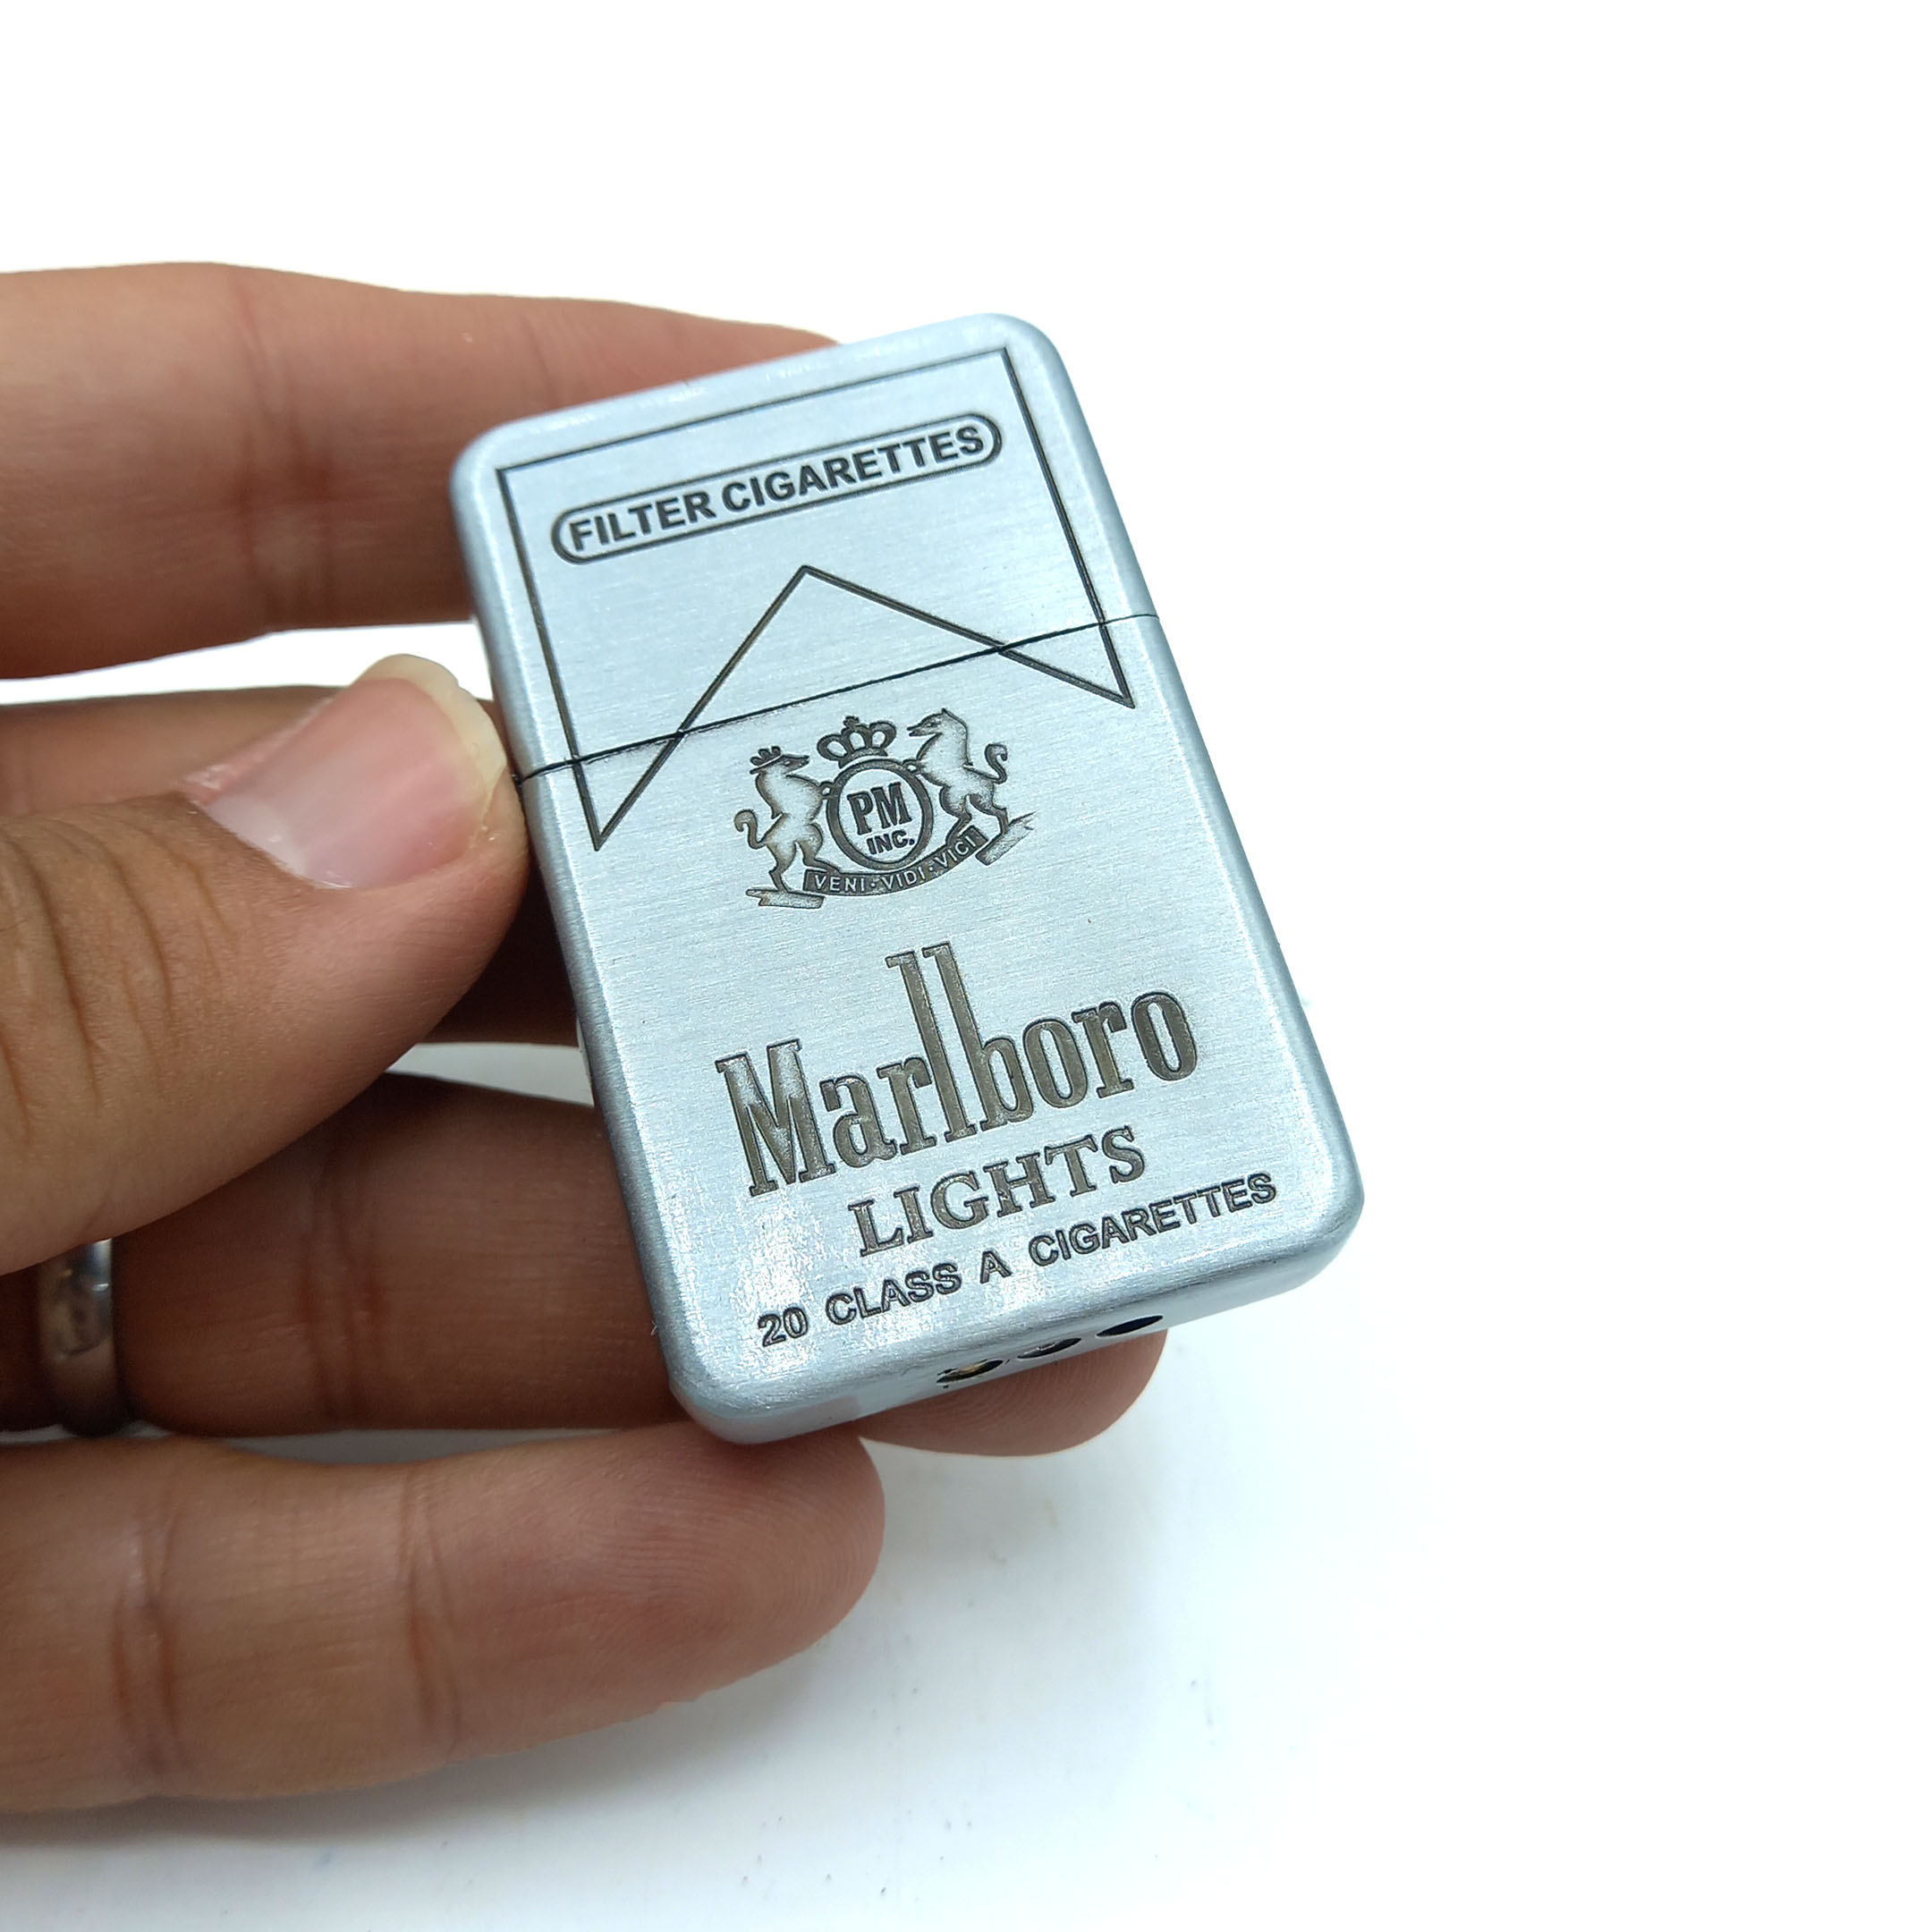 FILTER CIGARETTES
PM
INC.
VENI·VIDI·VICI
Marlboro
LIGHTS
20 CLASS A CIGARETTES